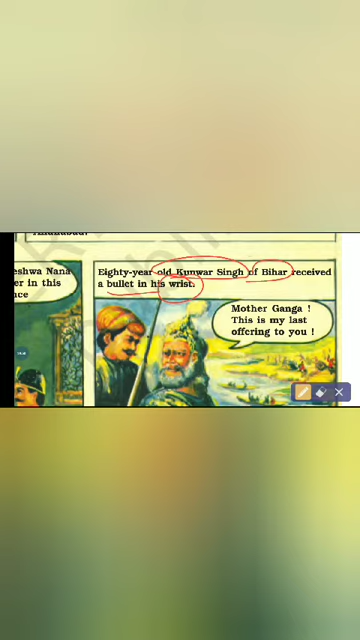 eshwa Nana
er in this
nce
Eighty-year old Kunwar Singh of Bihar received
a bullet in his wrist.
Mother Ganga !
This is my last
offering to you !